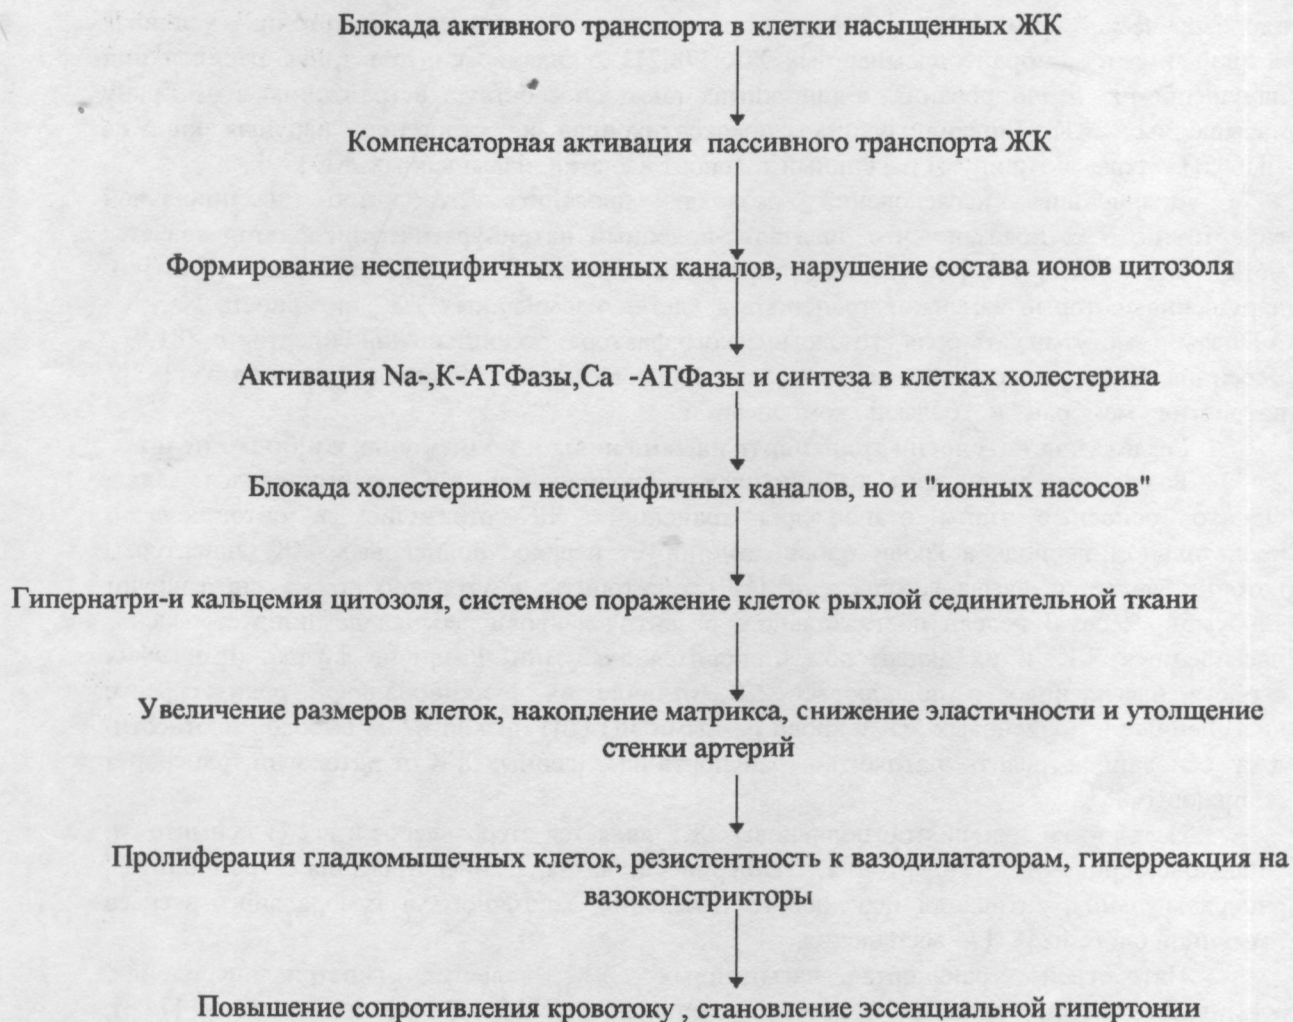 Блокада активного транспорта в клетки насыщенных ЖК
Компенсаторная активация пассивного транспорта ЖК
Формирование неспецифичных ионных каналов, нарушение состава ионов цитозоля
Активация Na-,К-АТФазы,Са -АТФазы и синтеза в клетках холестерина
Блокада холестерином неспецифичных каналов, но и "ионных насосов"
Гипернатри-и кальцемия цитозоля, системное поражение клеток рыхлой сединительной ткани
Увеличение размеров клеток, накопление матрикса, снижение эластичности и утолщение
стенки артерий
Пролиферация гладкомышечных клеток, резистентность к вазодилататорам, гиперреакция на
вазоконстрикторы
Повышение сопротивления кровотоку , становление эссенциальной гипертонии